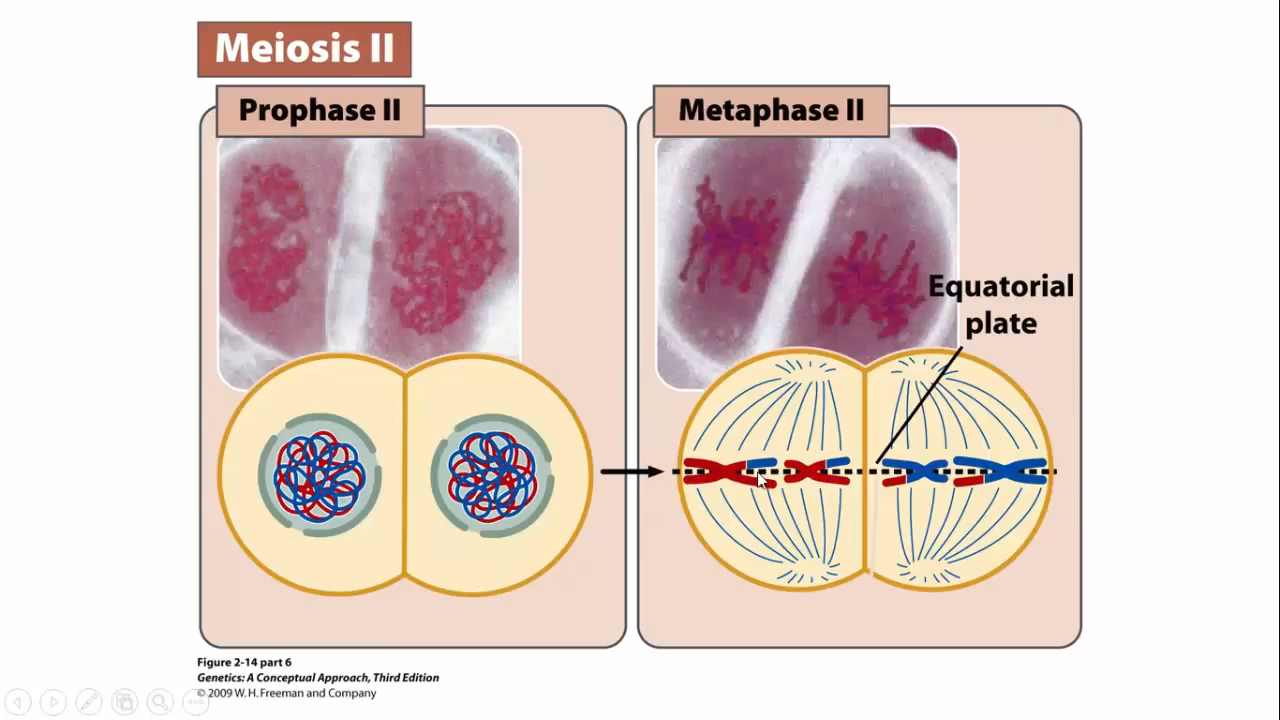 Meiosis II
Prophase II
Metaphase II
Equatorial
plate
Figure 2-14 part 6
Genetics: A Conceptual Approach, Third Edition
© 2009 W. H. Freeman and Company